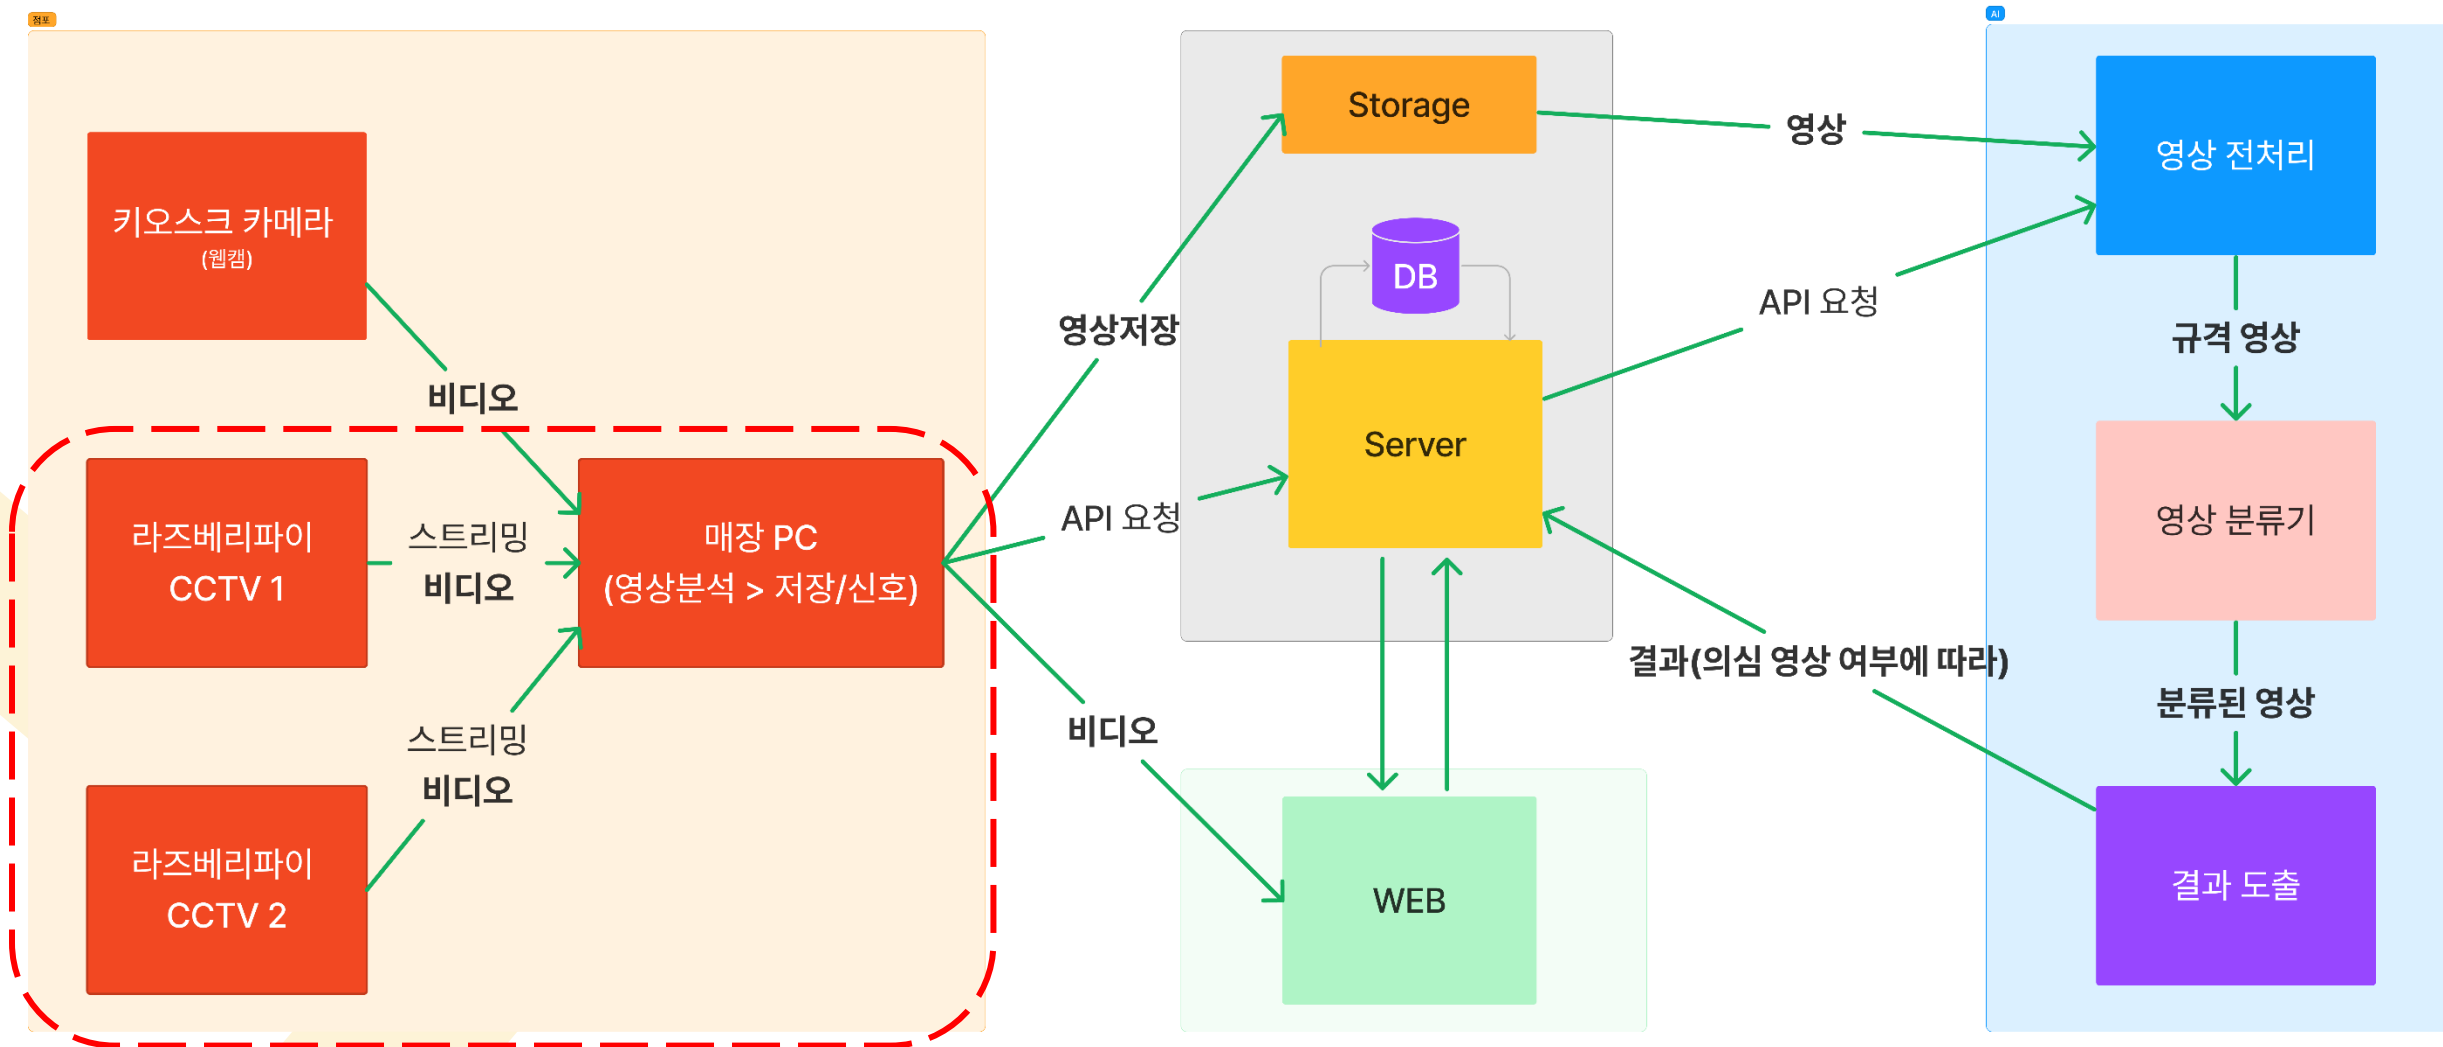 점포
키오스크 카메라
(웹캠)
비디오
라즈베리파이
CCTV 1
스트리밍
비디오
매장 PC
(영상분석 > 저장/신호)
스트리밍
비디오
라즈베리파이
CCTV 2
영상저장
API 요청
비디오
Storage
DB
Server
WEB
영상
API 요청
결과(의심 영상 여부에 따라)
AI
영상 전처리
규격 영상
영상 분류기
분류된 영상
결과 도출